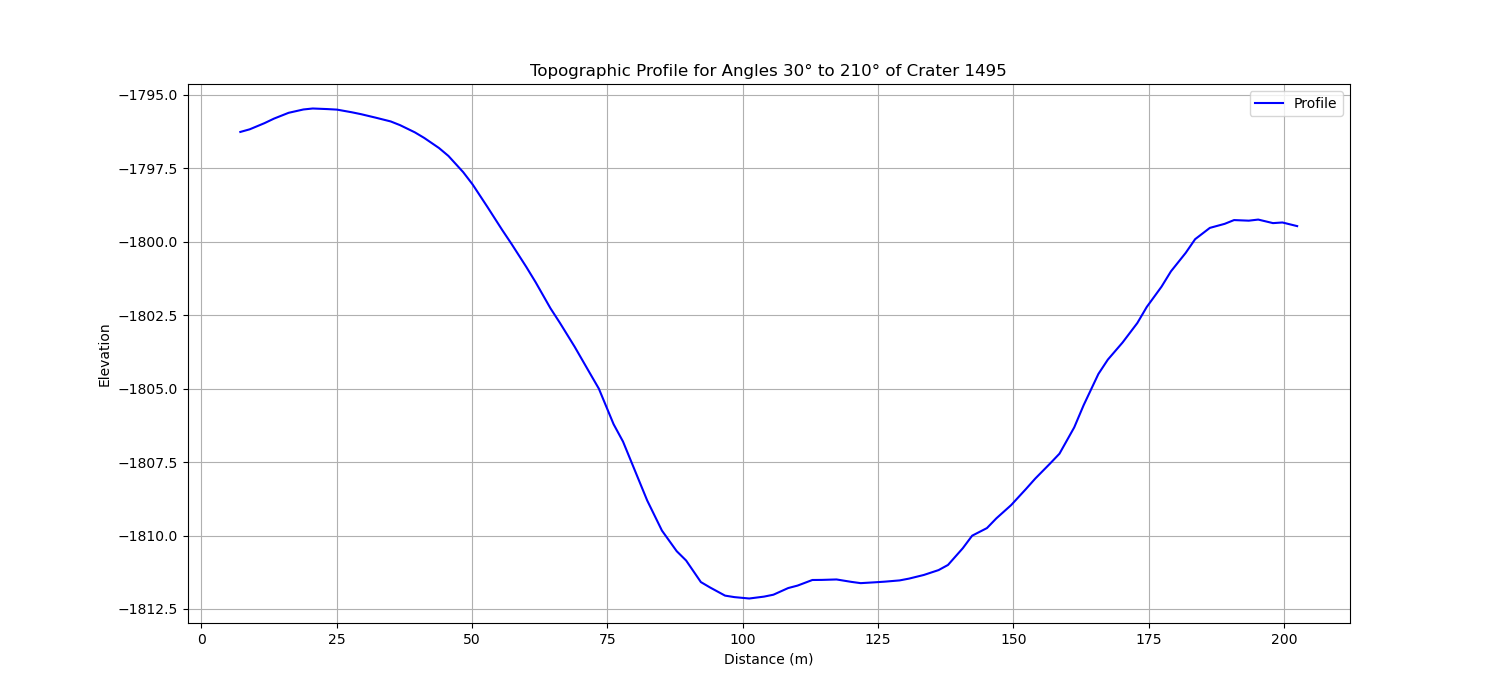 Topographic Profile for Angles 30° to 210° of Crater 1495
Profile
−1795.0
−1797.5
−1800.0
−1802.5
−1805.0
−1807.5
−1810.0
−1812.5
Elevation
0 25 50 75 100 125 150 175 200
Distance (m)